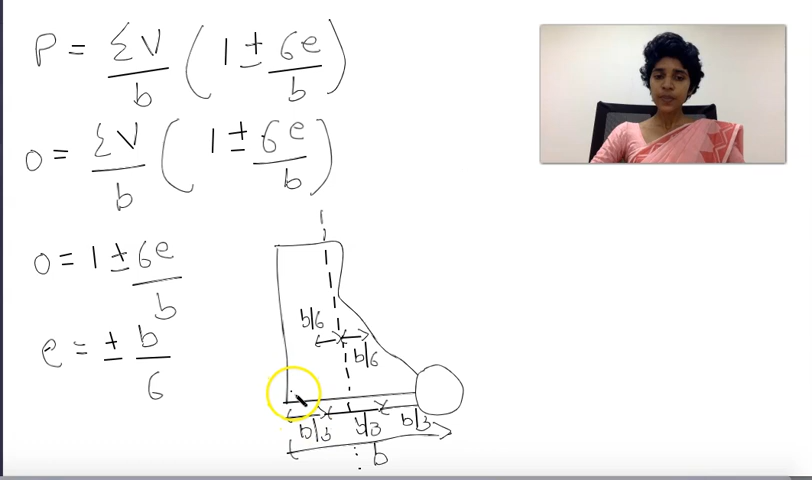 P = ΣV/b (1 ± 6e/b)
0 = ΣV/b (1 ± 6e/b)
0 = 1 ± 6e/b
e = ± b/6
b/6
b/6
b/3 b/3 b/3
b